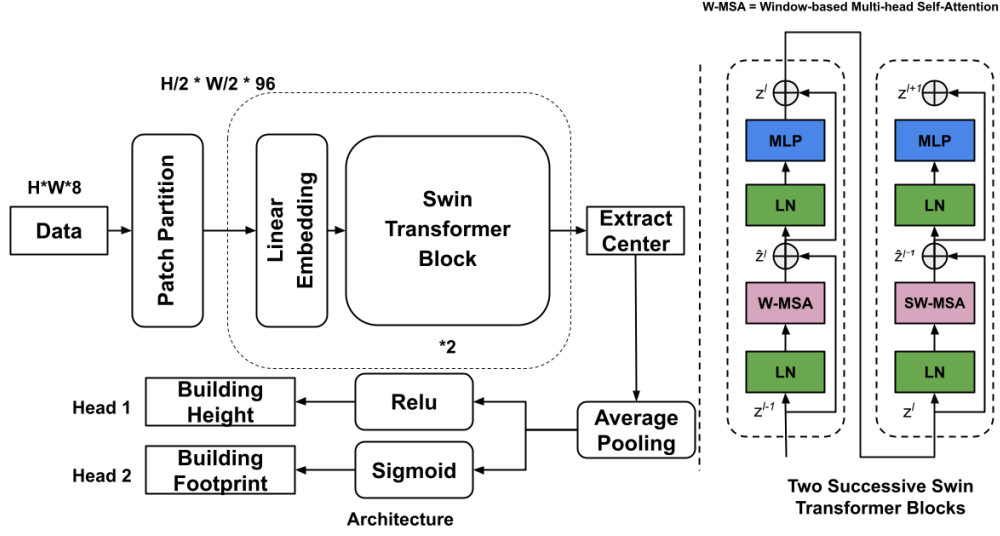 W-MSA = Window-based Multi-head Self-Attention
H/2 * W/2 * 96
H*W*8
Data
Patch Partition
Linear
Embedding
Swin
Transformer
Block
*2
Extract
Center
Average
Pooling
Head 1
Building
Height
Relu
Head 2
Building
Footprint
Sigmoid
Architecture
z^l
MLP
LN
ẑ^l
W-MSA
LN
z^{l-1}
z^{l+1}
MLP
LN
ẑ^{l-1}
SW-MSA
LN
z^l
Two Successive Swin
Transformer Blocks